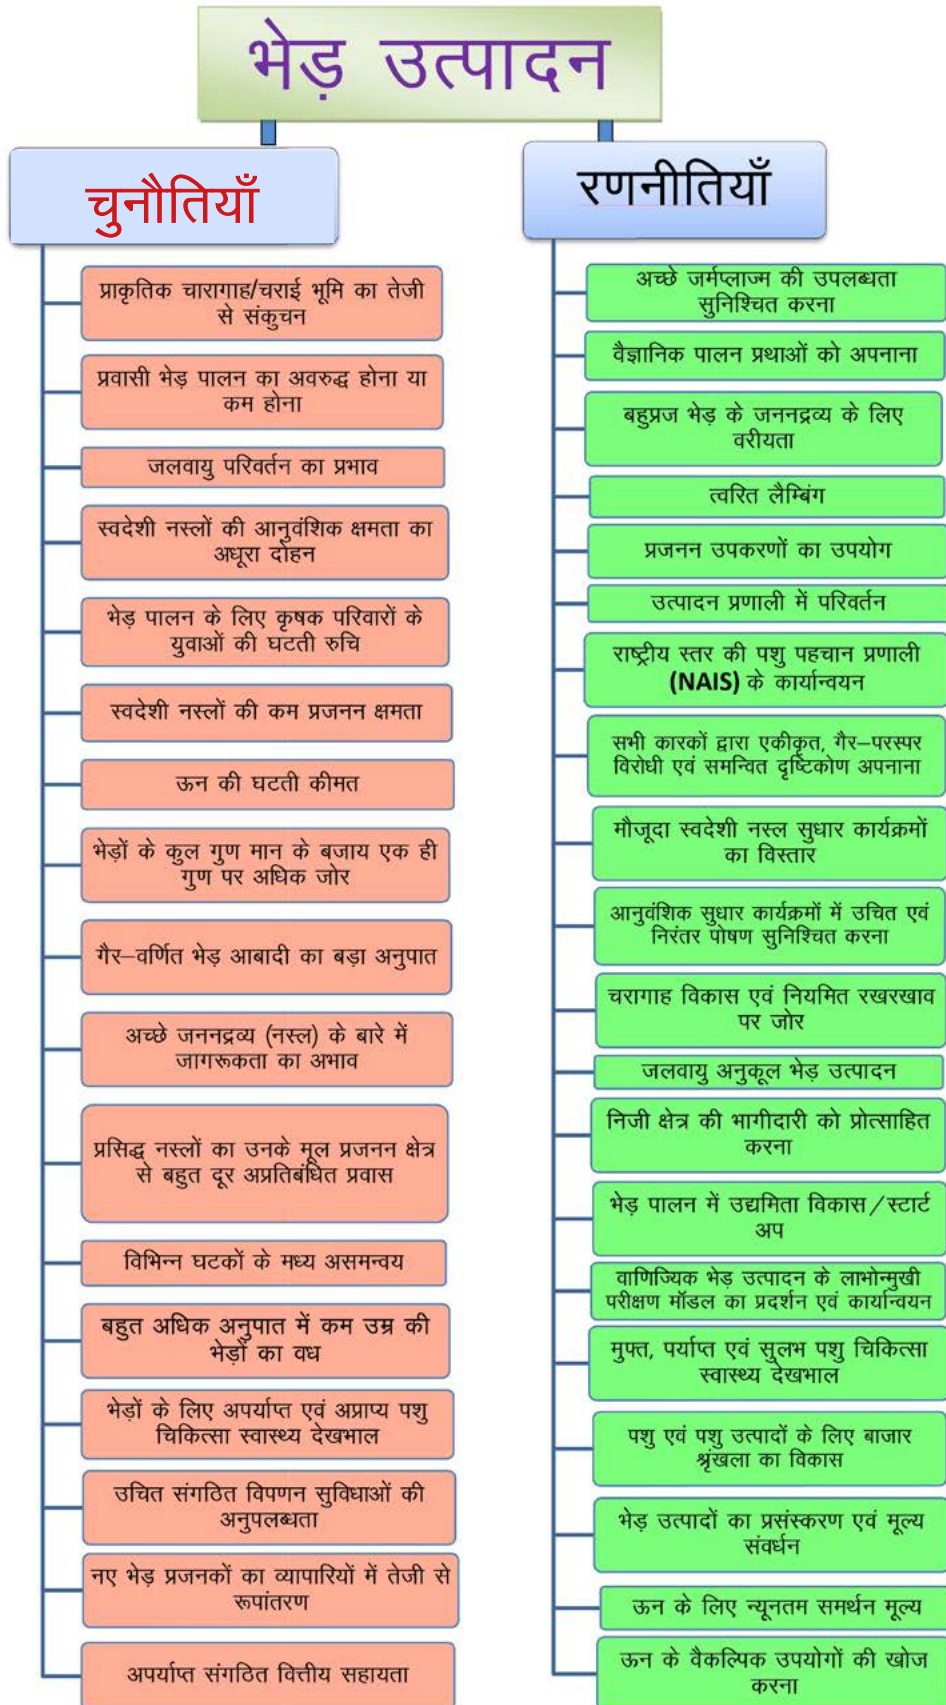 भेड़ उत्पादन
चुनौतियाँ
प्राकृतिक चारागाह/चराई भूमि का तेजी
से संकुचन
प्रवासी भेड़ पालन का अवरुद्ध होना या
कम होना
जलवायु परिवर्तन का प्रभाव
स्वदेशी नस्लों की आनुवंशिक क्षमता का
अधूरा दोहन
भेड़ पालन के लिए कृषक परिवारों के
युवाओं की घटती रुचि
स्वदेशी नस्लों की कम प्रजनन क्षमता
ऊन की घटती कीमत
भेड़ों के कुल गुण मान के बजाय एक ही
गुण पर अधिक जोर
गैर–वर्णित भेड़ आबादी का बड़ा अनुपात
अच्छे जननद्रव्य (नस्ल) के बारे में
जागरूकता का अभाव
प्रसिद्ध नस्लों का उनके मूल प्रजनन क्षेत्र
से बहुत दूर अप्रतिबंधित प्रवास
विभिन्न घटकों के मध्य असमन्वय
बहुत अधिक अनुपात में कम उम्र की
भेड़ों का वध
भेड़ों के लिए अपर्याप्त एवं अप्राप्य पशु
चिकित्सा स्वास्थ्य देखभाल
उचित संगठित विपणन सुविधाओं की
अनुपलब्धता
नए भेड़ प्रजनकों का व्यापारियों में तेजी से
रूपांतरण
अपर्याप्त संगठित वित्तीय सहायता
रणनीतियाँ
अच्छे जर्मप्लाज्म की उपलब्धता
सुनिश्चित करना
वैज्ञानिक पालन प्रथाओं को अपनाना
बहुप्रज भेड़ के जननद्रव्य के लिए
वरीयता
त्वरित लैम्बिंग
प्रजनन उपकरणों का उपयोग
उत्पादन प्रणाली में परिवर्तन
राष्ट्रीय स्तर की पशु पहचान प्रणाली
(NAIS) के कार्यान्वयन
सभी कारकों द्वारा एकीकृत, गैर–परस्पर
विरोधी एवं समन्वित दृष्टिकोण अपनाना
मौजूदा स्वदेशी नस्ल सुधार कार्यक्रमों
का विस्तार
आनुवंशिक सुधार कार्यक्रमों में उचित एवं
निरंतर पोषण सुनिश्चित करना
चरागाह विकास एवं नियमित रखरखाव
पर जोर
जलवायु अनुकूल भेड़ उत्पादन
निजी क्षेत्र की भागीदारी को प्रोत्साहित
करना
भेड़ पालन में उद्यमिता विकास/स्टार्ट
अप
वाणिज्यिक भेड़ उत्पादन के लाभोन्मुखी
परीक्षण मॉडल का प्रदर्शन एवं कार्यान्वयन
मुफ्त, पर्याप्त एवं सुलभ पशु चिकित्सा
स्वास्थ्य देखभाल
पशु एवं पशु उत्पादों के लिए बाजार
श्रृंखला का विकास
भेड़ उत्पादों का प्रसंस्करण एवं मूल्य
संवर्धन
ऊन के लिए न्यूनतम समर्थन मूल्य
ऊन के वैकल्पिक उपयोगों की खोज
करना